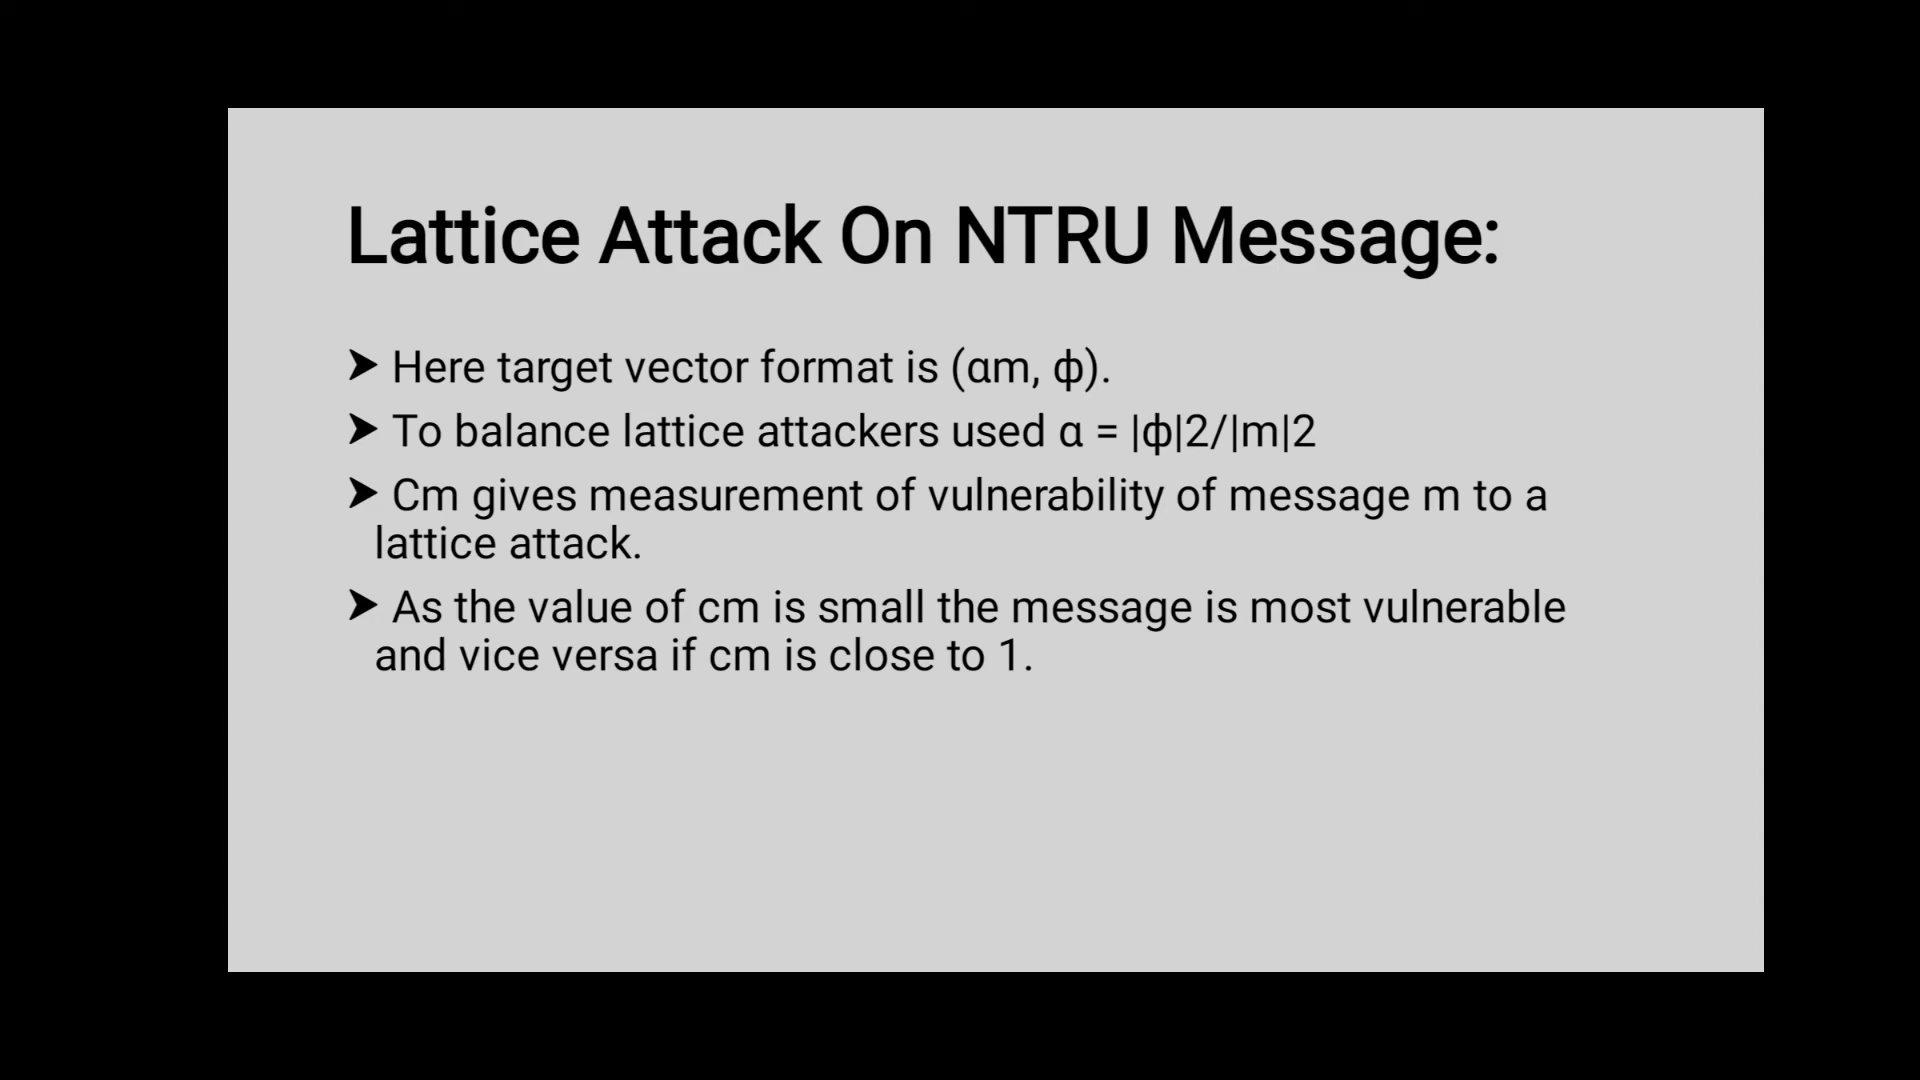 Lattice Attack On NTRU Message:
➤ Here target vector format is (αm, ф).
➤ To balance lattice attackers used α = |ф|2/|m|2
➤ Cm gives measurement of vulnerability of message m to a
lattice attack.
➤ As the value of cm is small the message is most vulnerable
and vice versa if cm is close to 1.